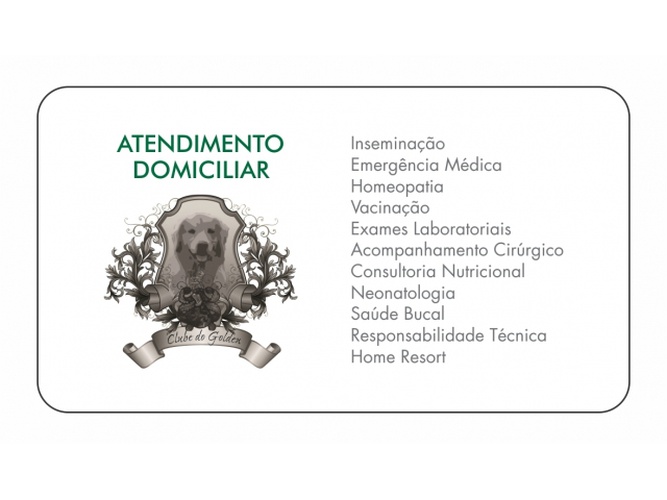 ATENDIMENTO
DOMICILIAR
Clube do Golden
Inseminação
Emergência Médica
Homeopatia
Vacinação
Exames Laboratoriais
Acompanhamento Cirúrgico
Consultoria Nutricional
Neonatologia
Saúde Bucal
Responsabilidade Técnica
Home Resort